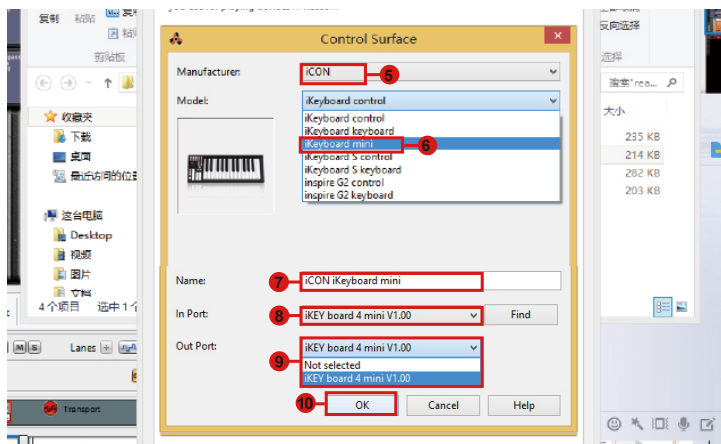 复制 粘贴
剪贴板
收藏夹
下载
桌面
最近访问的位置
这台电脑
Desktop
视频
图片
文档
4个项目
M S Lanes
Transport
Control Surface
Manufacturer: iCON 5
Model: iKeyboard control
iKeyboard control
iKeyboard keyboard
iKeyboard mini 6
iKeyboard S control
iKeyboard S keyboard
inspire G2 control
inspire G2 keyboard
Name: 7 iCON iKeyboard mini
In Port: 8 iKEY board 4 mini V1.00 Find
Out Port: iKEY board 4 mini V1.00
9 Not selected
iKEY board 4 mini V1.00
10 OK Cancel Help
反向选择
选择
大小
235 KB
214 KB
282 KB
203 KB